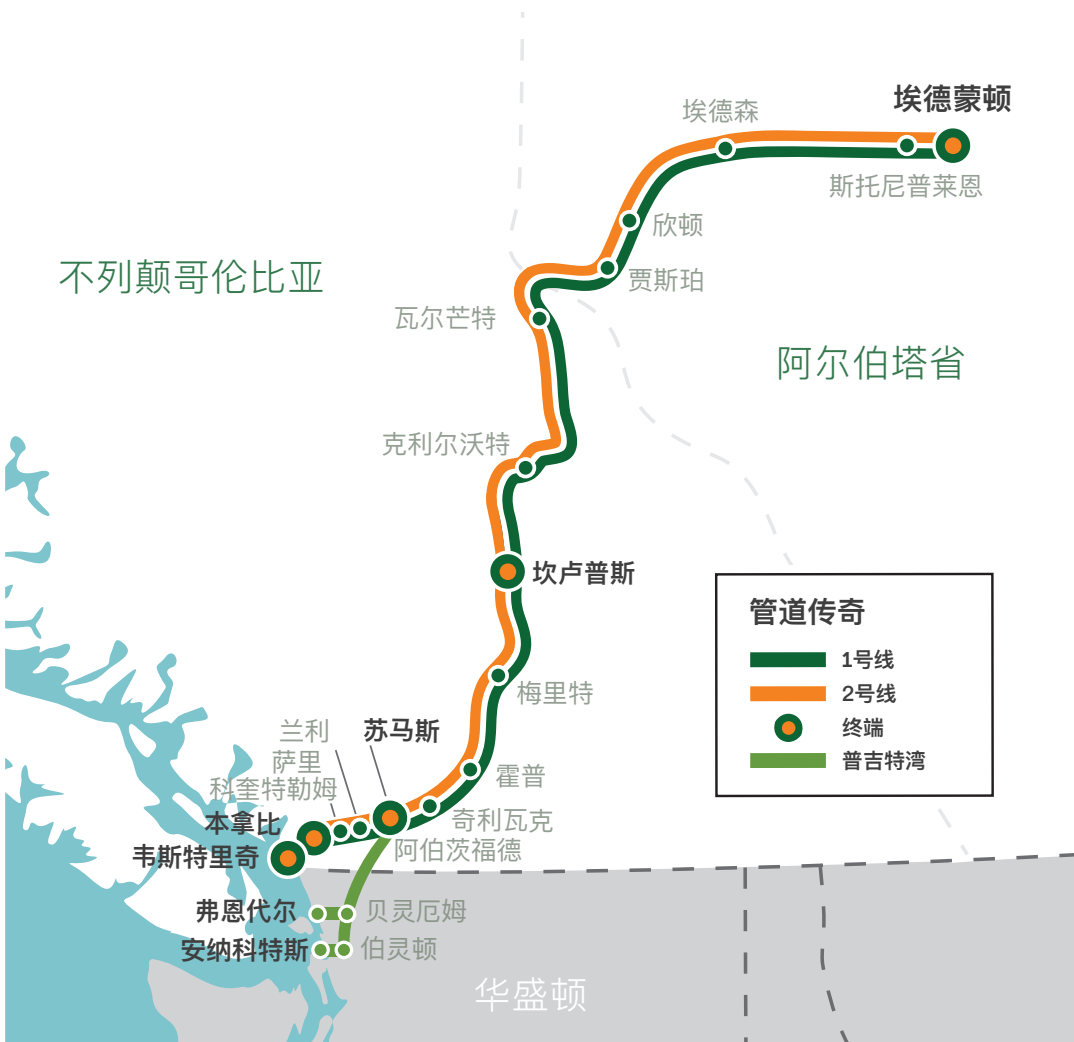 埃德蒙顿
埃德森
斯托尼普莱恩
欣顿
不列颠哥伦比亚
贾斯珀
瓦尔芒特
阿尔伯塔省
克利尔沃特
坎卢普斯
管道传奇
1号线
2号线
终端
普吉特湾
梅里特
兰利
苏马斯
萨里
霍普
科奎特勒姆
本拿比
奇利瓦克
阿伯茨福德
韦斯特里奇
弗恩代尔
贝灵厄姆
安纳科特斯
伯灵顿
华盛顿